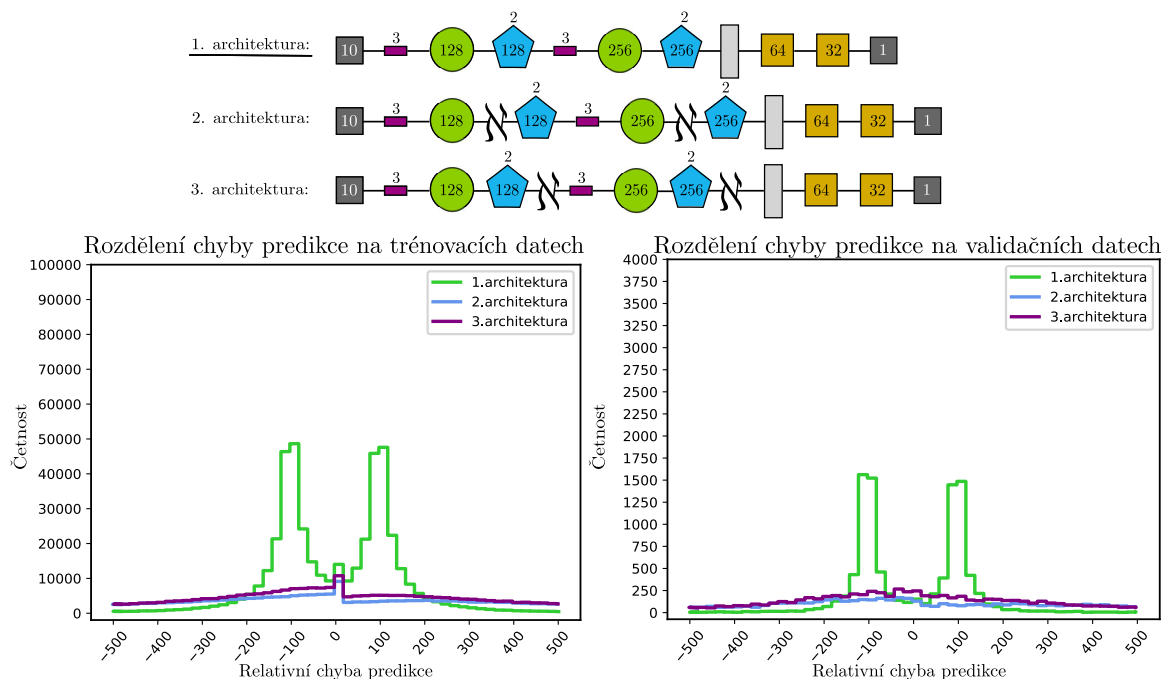 2 2
3 3
1. architektura: 10 128 128 256 256 64 32 1
2 2
3 3
2. architektura: 10 128 ℵ 128 256 ℵ 256 64 32 1
2 2
3 3
3. architektura: 10 128 128 ℵ 256 256 ℵ 64 32 1
Rozdělení chyby predikce na trénovacích datech
100000
90000
80000
70000
60000
50000
40000
30000
20000
10000
0
Četnost
1.architektura
2.architektura
3.architektura
−500 −400 −300 −200 −100 0 100 200 300 400 500
Relativní chyba predikce
Rozdělení chyby predikce na validačních datech
4000
3750
3500
3250
3000
2750
2500
2250
2000
1750
1500
1250
1000
750
500
250
0
Četnost
1.architektura
2.architektura
3.architektura
−500 −400 −300 −200 −100 0 100 200 300 400 500
Relativní chyba predikce